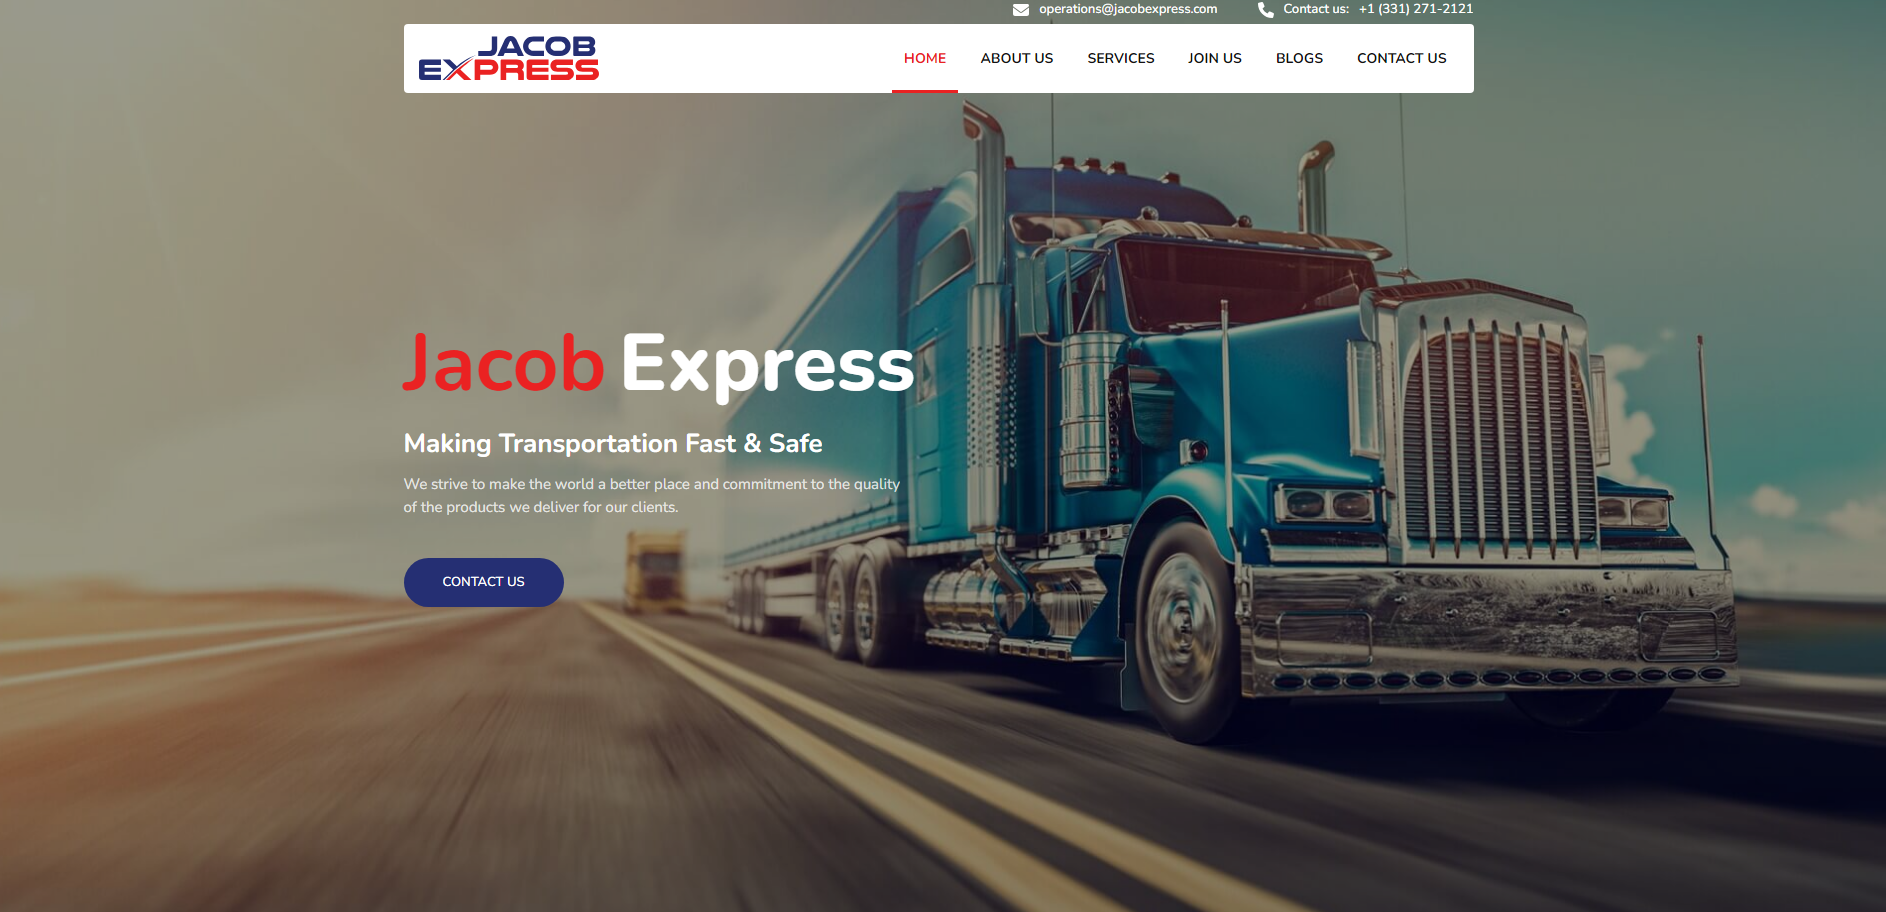 operations@jacobexpress.com Contact us: +1 (331) 271-2121
JACOB
EXPRESS
HOME ABOUT US SERVICES JOIN US BLOGS CONTACT US
Jacob Express
Making Transportation Fast & Safe
We strive to make the world a better place and commitment to the quality
of the products we deliver for our clients.
CONTACT US